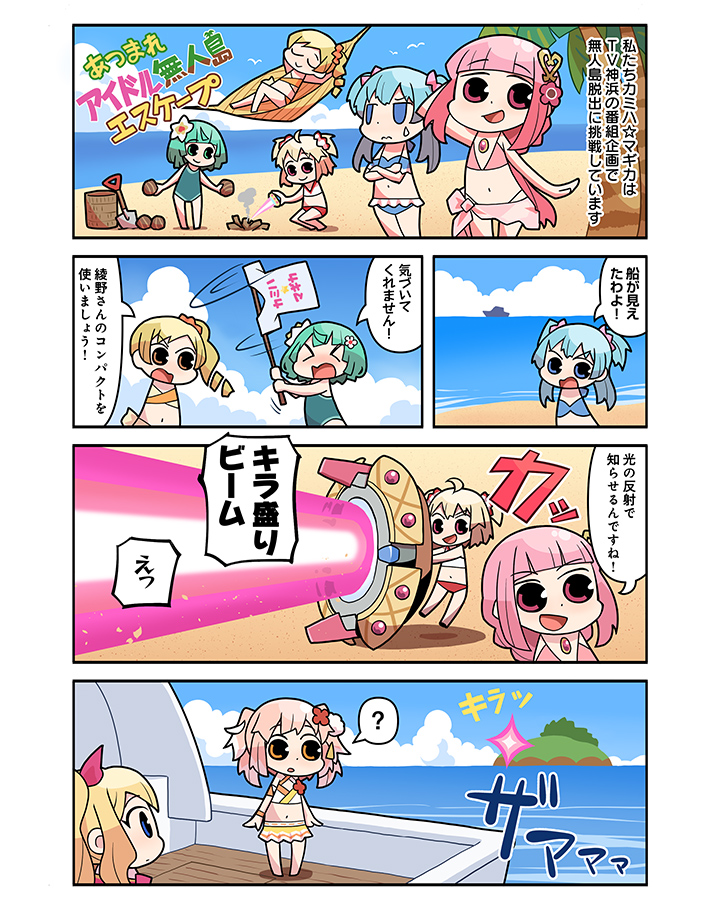 私たちカミハ☆マギカは
TV神浜の番組企画で
無人島脱出に挑戦しています
あつまれ
アイドル無人島
エスケープ
船が見え
たわよ！
気づいて
くれません！
綾野さんのコンパクトを
使いましょう！
光の反射で
知らせるんですね！
カッ
キラ盛り
ビーム
えっ
キラッ
？
ザァァァ